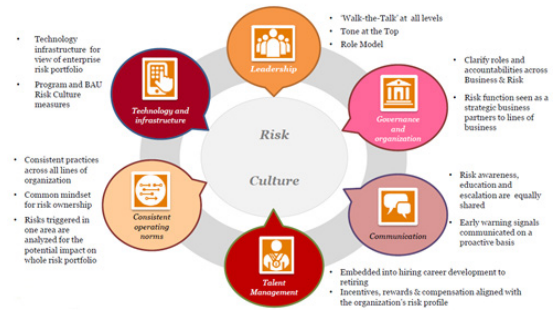 • 'Walk-the-Talk' at all levels
• Tone at the Top
• Role Model
Leadership
• Technology
infrastructure for
view of enterprise
risk portfolio
• Program and BAU
Risk Culture
measures
Technology and
infrastructure
• Clarify roles and
accountabilities across
Business & Risk
• Risk function seen as a
strategic business
partners to lines of
business
Governance
and
organization
Risk
Culture
• Consistent practices
across all lines of
organization
• Common mindset
for risk ownership
• Risks triggered in
one area are
analyzed for the
potential impact on
whole risk portfolio
Consistent
operating
norms
• Risk awareness,
education and
escalation are equally
shared
• Early warning signals
communicated on a
proactive basis
Communication
Talent
Management
• Embedded into hiring career development to
retiring
• Incentives, rewards & compensation aligned with
the organization's risk profile